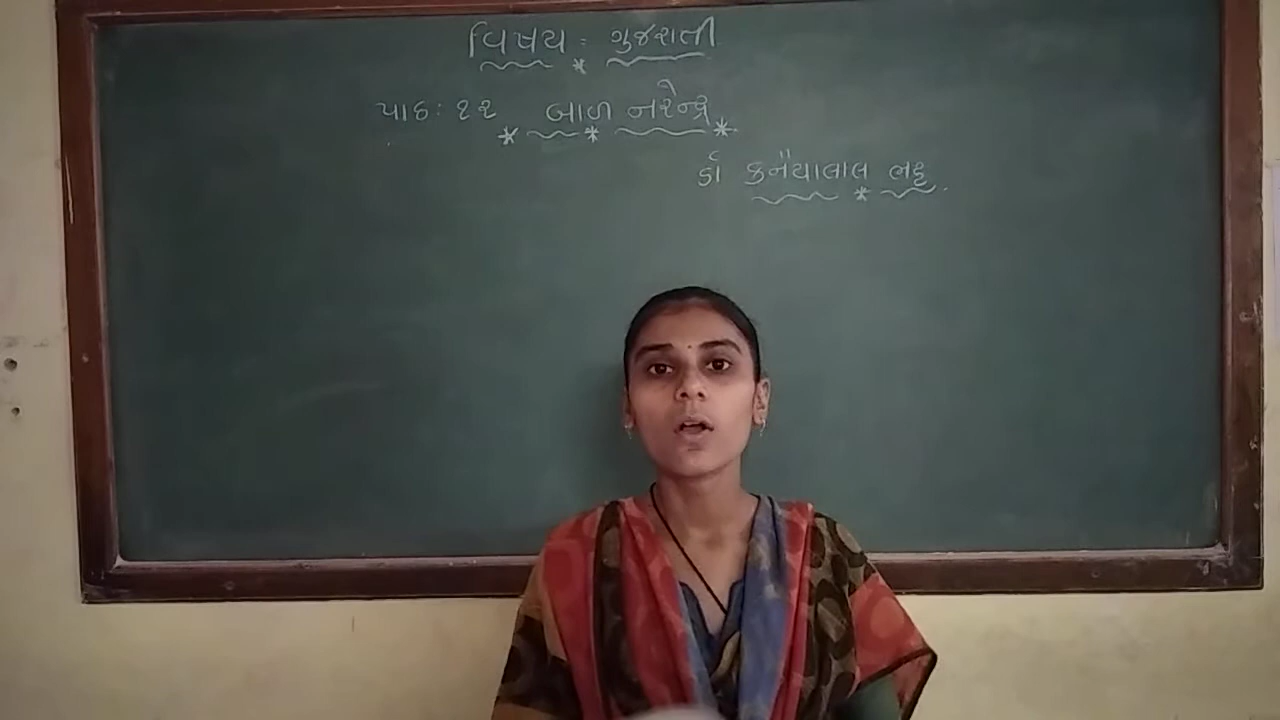 વિષય : ગુજરાતી
પાઠ: ૧૨ બાળ નરેન્દ્ર
ડૉ કનૈયાલાલ ભટ્ટ.